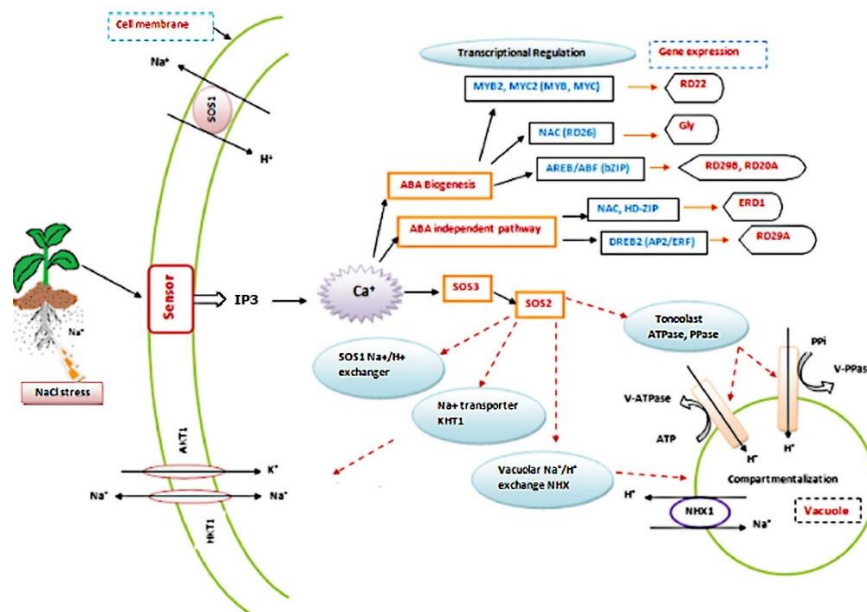 Cell membrane
Transcriptional Regulation
Gene expression
Na⁺
SOS1
H⁺
MYB2, MYC2 (MYB, MYC)
RD22
NAC (RD26)
Gly
AREB/ABF (bZIP)
RD29B, RD20A
ABA Biogenesis
NAC, HD-ZIP
ERD1
ABA independent pathway
DREB2 (AP2/ERF)
RD29A
Sensor
IP3
Ca⁺
SOS3
SOS2
Na⁺
NaCl stress
Tonoolast
ATPase, PPase
SOS1 Na+/H+
exchanger
PPi
V-PPas
Na+ transporter
KHT1
V-ATPase
ATP
H⁺
H⁺
AKT1
K⁺
Na⁺
Na⁺
HKT1
Vacuolar Na⁺/H⁺
exchange NHX
Compartmentalization
H⁺
NHX1
Na⁺
Vacuole